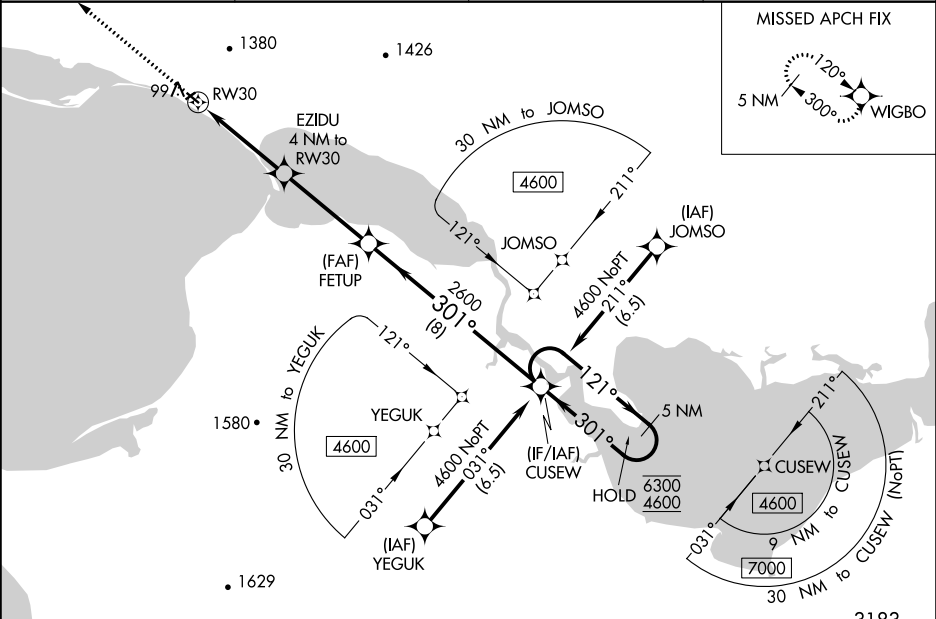 MISSED APCH FIX
120°
5 NM
300°
WIGBO
1380
1426
99
RW30
EZIDU
4 NM to
RW30
30 NM to JOMSO
4600
211°
121°
JOMSO
(IAF)
JOMSO
4600 NoPT
211°
(6.5)
(FAF)
FETUP
2600
301°
(8)
30 NM to YEGUK
121°
YEGUK
4600
031°
1580
4600 NoPT
031°
(6.5)
(IAF)
YEGUK
(IF/IAF)
CUSEW
121°
301°
5 NM
HOLD
6300
4600
211°
CUSEW
4600
031°
9 NM to CUSEW
7000
30 NM to CUSEW (NoPT)
1629